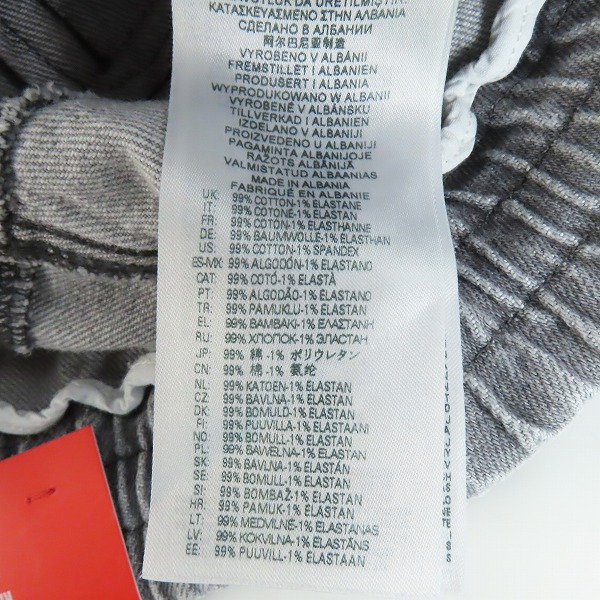 ΚΑΤΑΣΚΕΥΑΣΜΕΝΟ ΣΤΗΝ ΑΛΒΑΝΙΑ
СДЕЛАНО В АЛБАНИИ
阿尔巴尼亚制造
VYROBENO V ALBÁNII
FREMSTILLET I ALBANIEN
PRODUSERT I ALBANIA
WYPRODUKOWANO W ALBANII
VYROBENÉ V ALBÁNSKU
TILLVERKAD I ALBANIEN
IZDELANO V ALBANIJI
PROIZVEDENO U ALBANIJI
PAGAMINTA ALBANIJOJE
RAŽOTS ALBĀNIJĀ
VALMISTATUD ALBAANIAS
MADE IN ALBANIA
FABRIQUÉ EN ALBANIE
UK: 99% COTTON-1% ELASTANE
IT: 99% COTONE-1% ELASTAN
FR: 99% COTON-1% ELASTHANNE
DE: 99% BAUMWOLLE-1% ELASTHAN
US: 99% COTTON-1% SPANDEX
ES-MX: 99% ALGODÓN-1% ELASTANO
CAT: 99% COTÓ-1% ELASTÀ
PT: 99% ALGODÃO-1% ELASTANO
TR: 99% PAMUKLU-1% ELASTAN
EL: 99% ΒΑΜΒΑΚΙ-1% ΕΛΑΣΤΑΝΗ
RU: 99% ХЛОПОК-1% ЭЛАСТАН
JP: 99% 綿 -1% ポリウレタン
CN: 99% 棉 -1% 氨纶
NL: 99% KATOEN-1% ELASTAN
CZ: 99% BAVLNA-1% ELASTAN
DK: 99% BOMULD-1% ELASTAN
FI: 99% PUUVILLA-1% ELASTAANI
NO: 99% BOMULL-1% ELASTAN
PL: 99% BAWEŁNA-1% ELASTAN
SK: 99% BAVLNA-1% ELASTAN
SE: 99% BOMULL-1% ELASTAN
SI: 99% BOMBAŽ-1% ELASTAN
HR: 99% PAMUK-1% ELASTAN
LT: 99% MEDVILNĖ-1% ELASTANAS
LV: 99% KOKVILNA-1% ELASTĀNS
EE: 99% PUUVILL-1% ELASTAAN